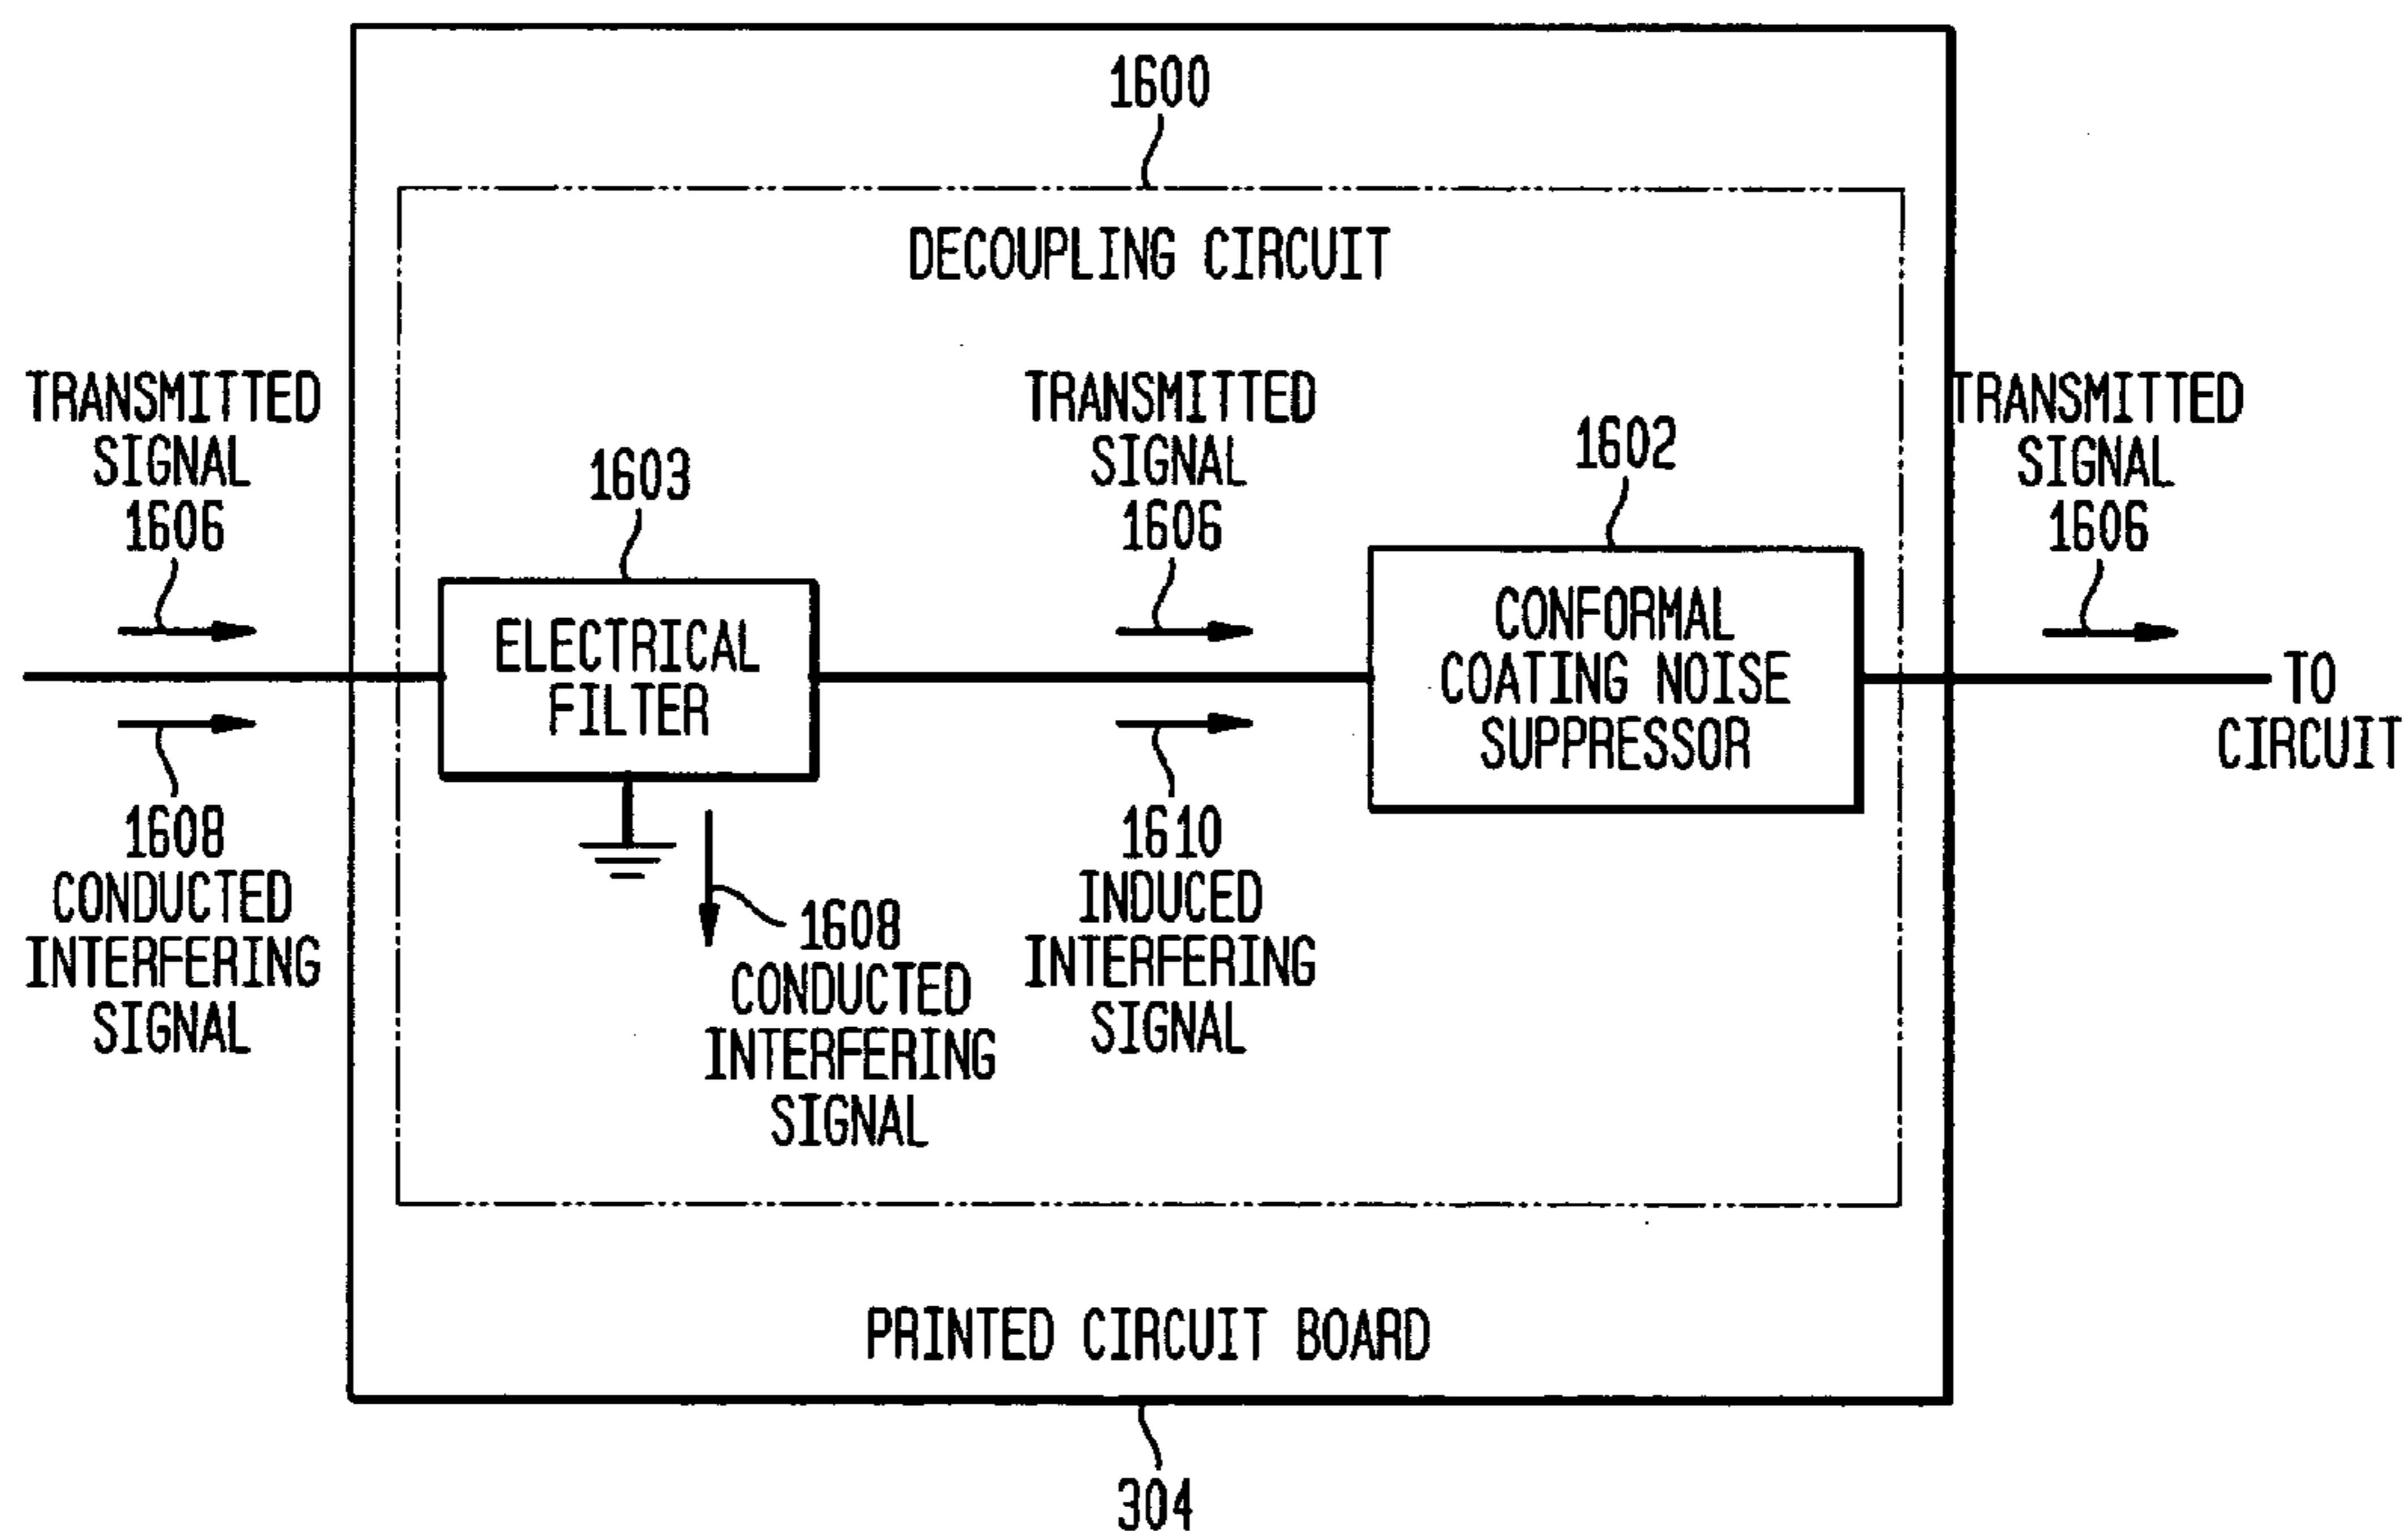 1600
DECOUPLING CIRCUIT
TRANSMITTED
SIGNAL
1606
1603
ELECTRICAL
FILTER
TRANSMITTED
SIGNAL
1606
1602
CONFORMAL
COATING NOISE
SUPPRESSOR
TRANSMITTED
SIGNAL
1606
TO
CIRCUIT
1608
CONDUCTED
INTERFERING
SIGNAL
1608
CONDUCTED
INTERFERING
SIGNAL
1610
INDUCED
INTERFERING
SIGNAL
PRINTED CIRCUIT BOARD
304